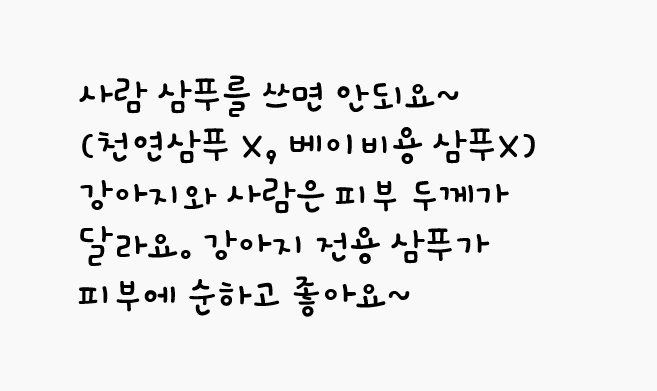 사람 샴푸를 쓰면 안되요~
(천연샴푸 X, 베이비용 샴푸X)
강아지와 사람은 피부 두께가
달라요. 강아지 전용 샴푸가
피부에 순하고 좋아요~